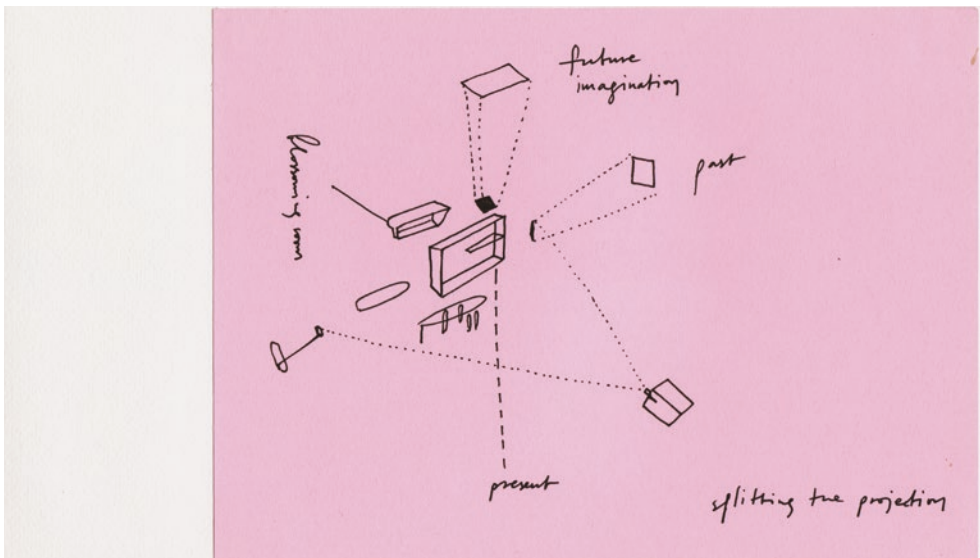 future
imagination
past
present
splitting the projection